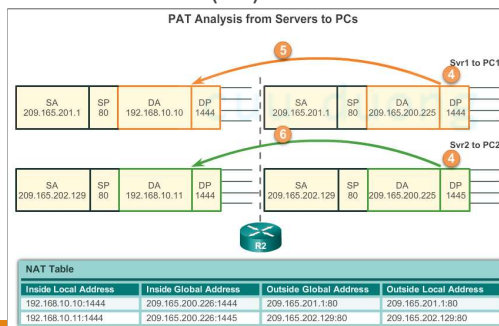 PAT Analysis from Servers to PCs
5
Svr1 to PC1
4
SA
209.165.201.1
SP
80
DA
192.168.10.10
DP
1444
SA
209.165.201.1
SP
80
DA
209.165.200.225
DP
1444
6
Svr2 to PC2
4
SA
209.165.202.129
SP
80
DA
192.168.10.11
DP
1444
SA
209.165.202.129
SP
80
DA
209.165.200.225
DP
1445
R2
NAT Table
Inside Local Address Inside Global Address Outside Global Address Outside Local Address
192.168.10.10:1444 209.165.200.226:1444 209.165.201.1:80 209.165.201.1:80
192.168.10.11:1444 209.165.200.226:1445 209.165.202.129:80 209.165.202.129:80